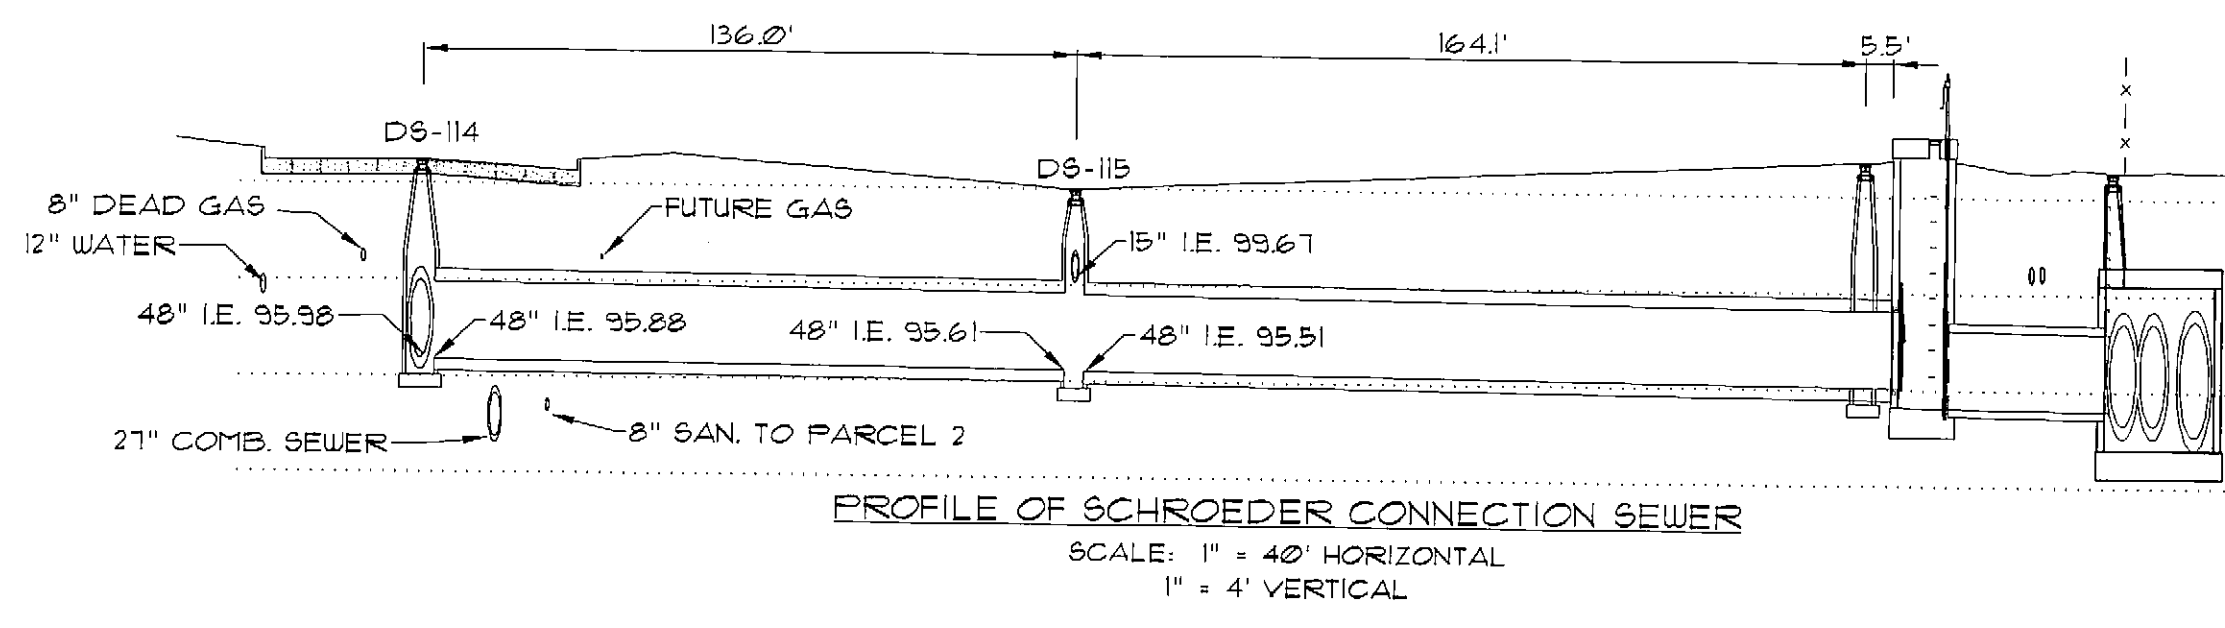 136.0'
164.1'
5.5'
DS-114
DS-115
8" DEAD GAS
12" WATER
FUTURE GAS
15" I.E. 99.67
48" I.E. 95.98
48" I.E. 95.88
48" I.E. 95.61
48" I.E. 95.51
27" COMB. SEWER
8" SAN. TO PARCEL 2
PROFILE OF SCHROEDER CONNECTION SEWER
SCALE: 1" = 40' HORIZONTAL
1" = 4' VERTICAL